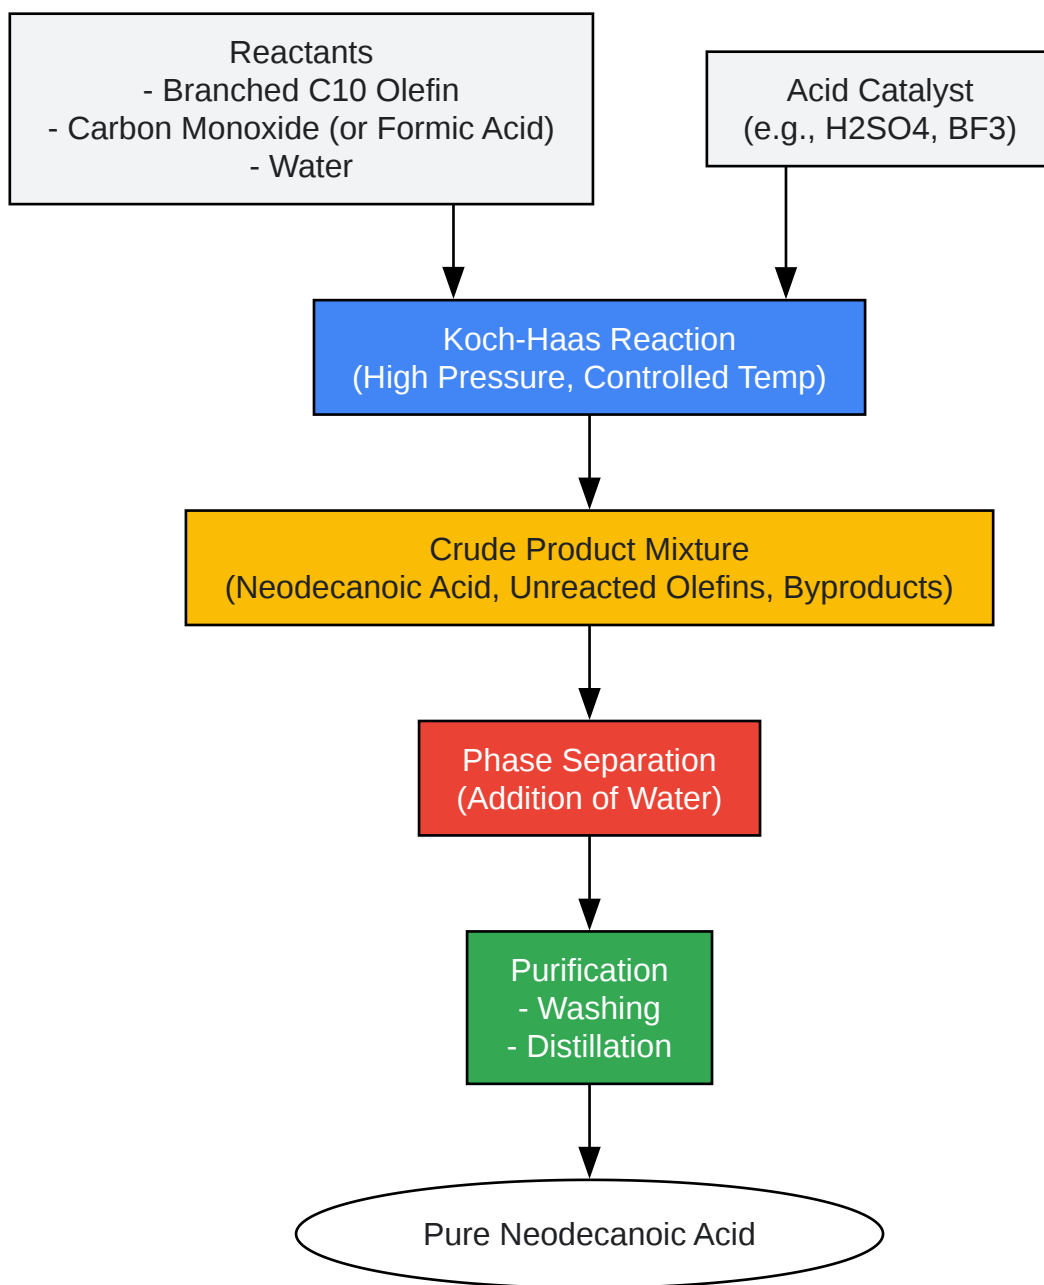 Reactants
- Branched C10 Olefin
- Carbon Monoxide (or Formic Acid)
- Water
Acid Catalyst
(e.g., H2SO4, BF3)
Koch-Haas Reaction
(High Pressure, Controlled Temp)
Crude Product Mixture
(Neodecanoic Acid, Unreacted Olefins, Byproducts)
Phase Separation
(Addition of Water)
Purification
- Washing
- Distillation
Pure Neodecanoic Acid